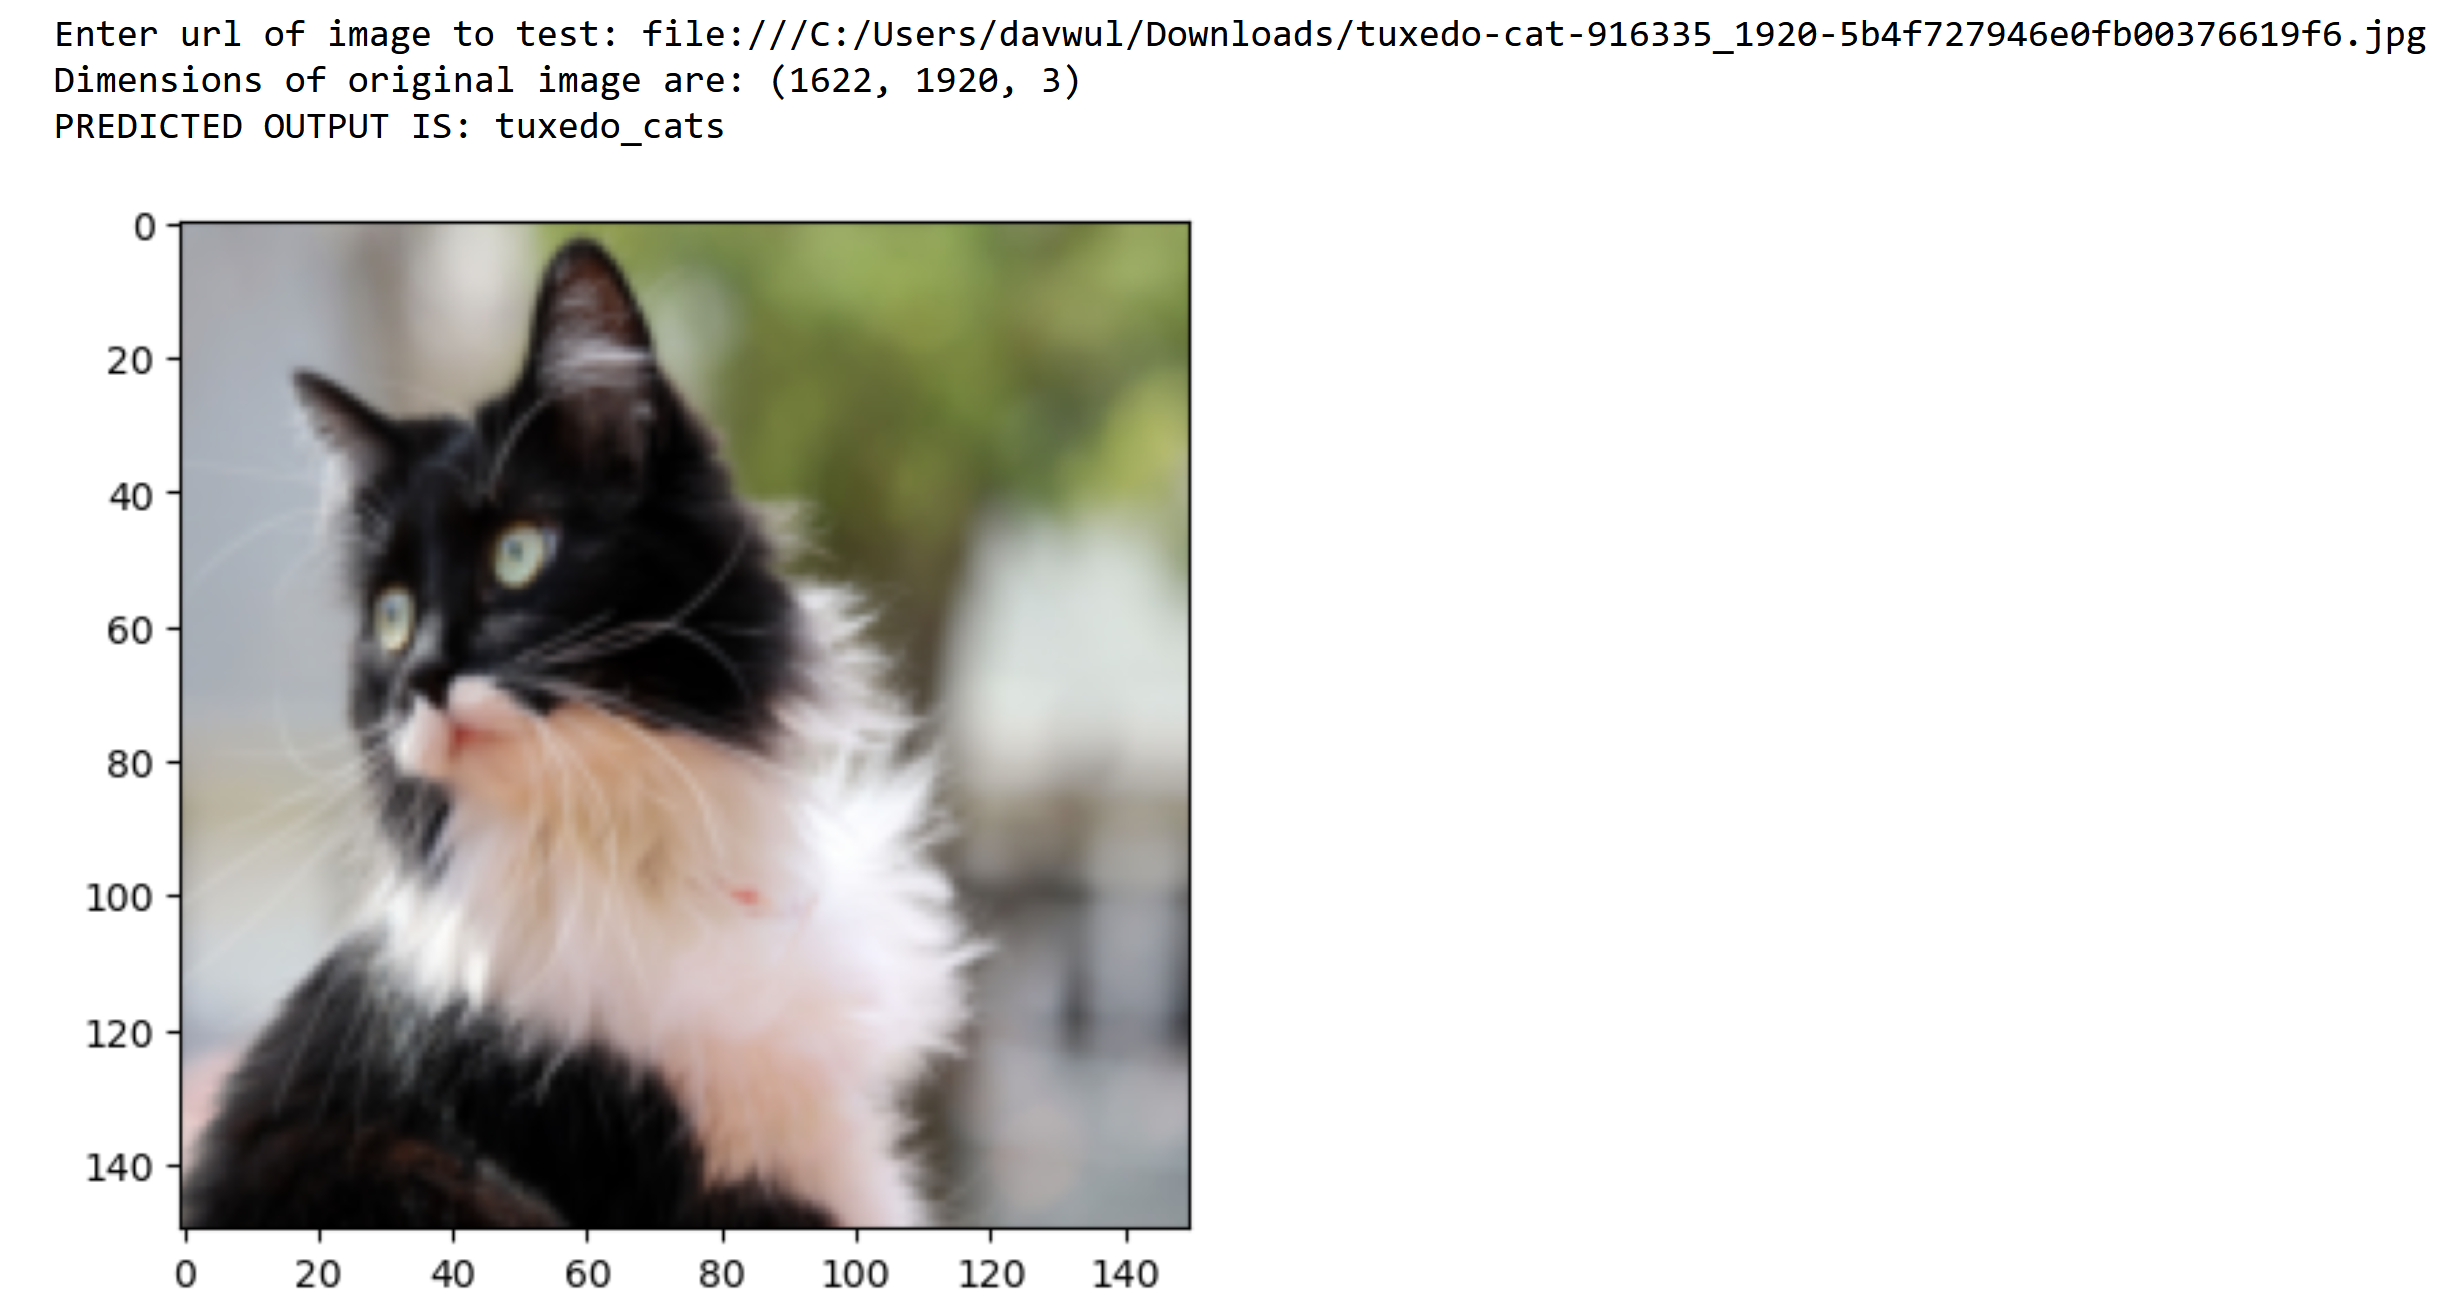 Enter url of image to test: file:///C:/Users/davwul/Downloads/tuxedo-cat-916335_1920-5b4f727946e0fb00376619f6.jpg
Dimensions of original image are: (1622, 1920, 3)
PREDICTED OUTPUT IS: tuxedo_cats
0
20
40
60
80
100
120
140
0 20 40 60 80 100 120 140